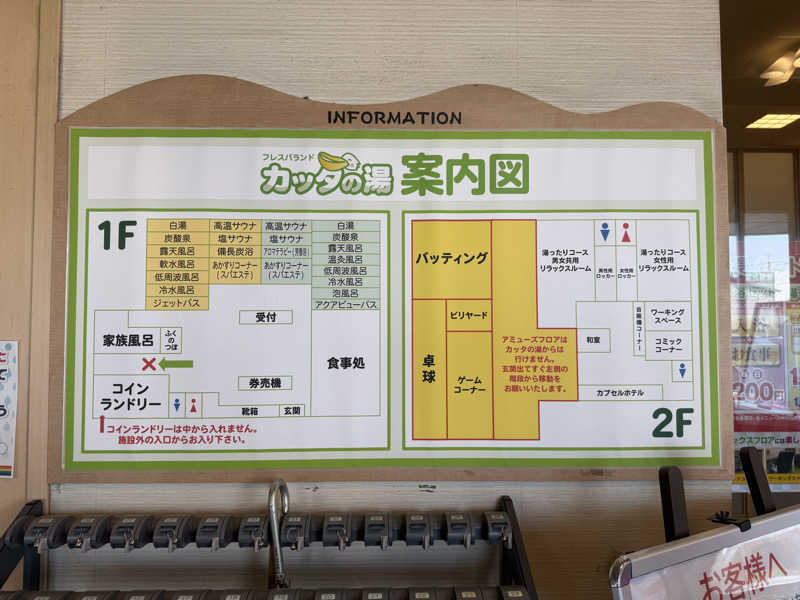 INFORMATION
フレスパランド
カッタの湯 案内図
1F
白湯
炭酸泉
露天風呂
軟水風呂
低周波風呂
冷水風呂
ジェットバス
高温サウナ
塩サウナ
備長炭浴
あかすりコーナー
(スパエステ)
高温サウナ
塩サウナ
アロマテラピー(芳香浴)
あかすりコーナー
(スパエステ)
白湯
炭酸泉
露天風呂
温灸風呂
低周波風呂
冷水風呂
泡風呂
アクアビューバス
家族風呂
ふくの
つぼ
受付
食事処
コイン
ランドリー
券売機
靴箱
玄関
コインランドリーは中から入れません。
施設外の入口からお入り下さい。
バッティング
ビリヤード
卓球
ゲーム
コーナー
アミューズフロアは
カッタの湯からは
行けません。
玄関出てすぐ左側の
階段から移動を
お願いいたします。
湯ったりコース
男女共用
リラックスルーム
男性用
ロッカー
女性用
ロッカー
湯ったりコース
女性用
リラックスルーム
和室
自販機コーナー
ワーキング
スペース
コミック
コーナー
カプセルホテル
2F
お客様へ
200円